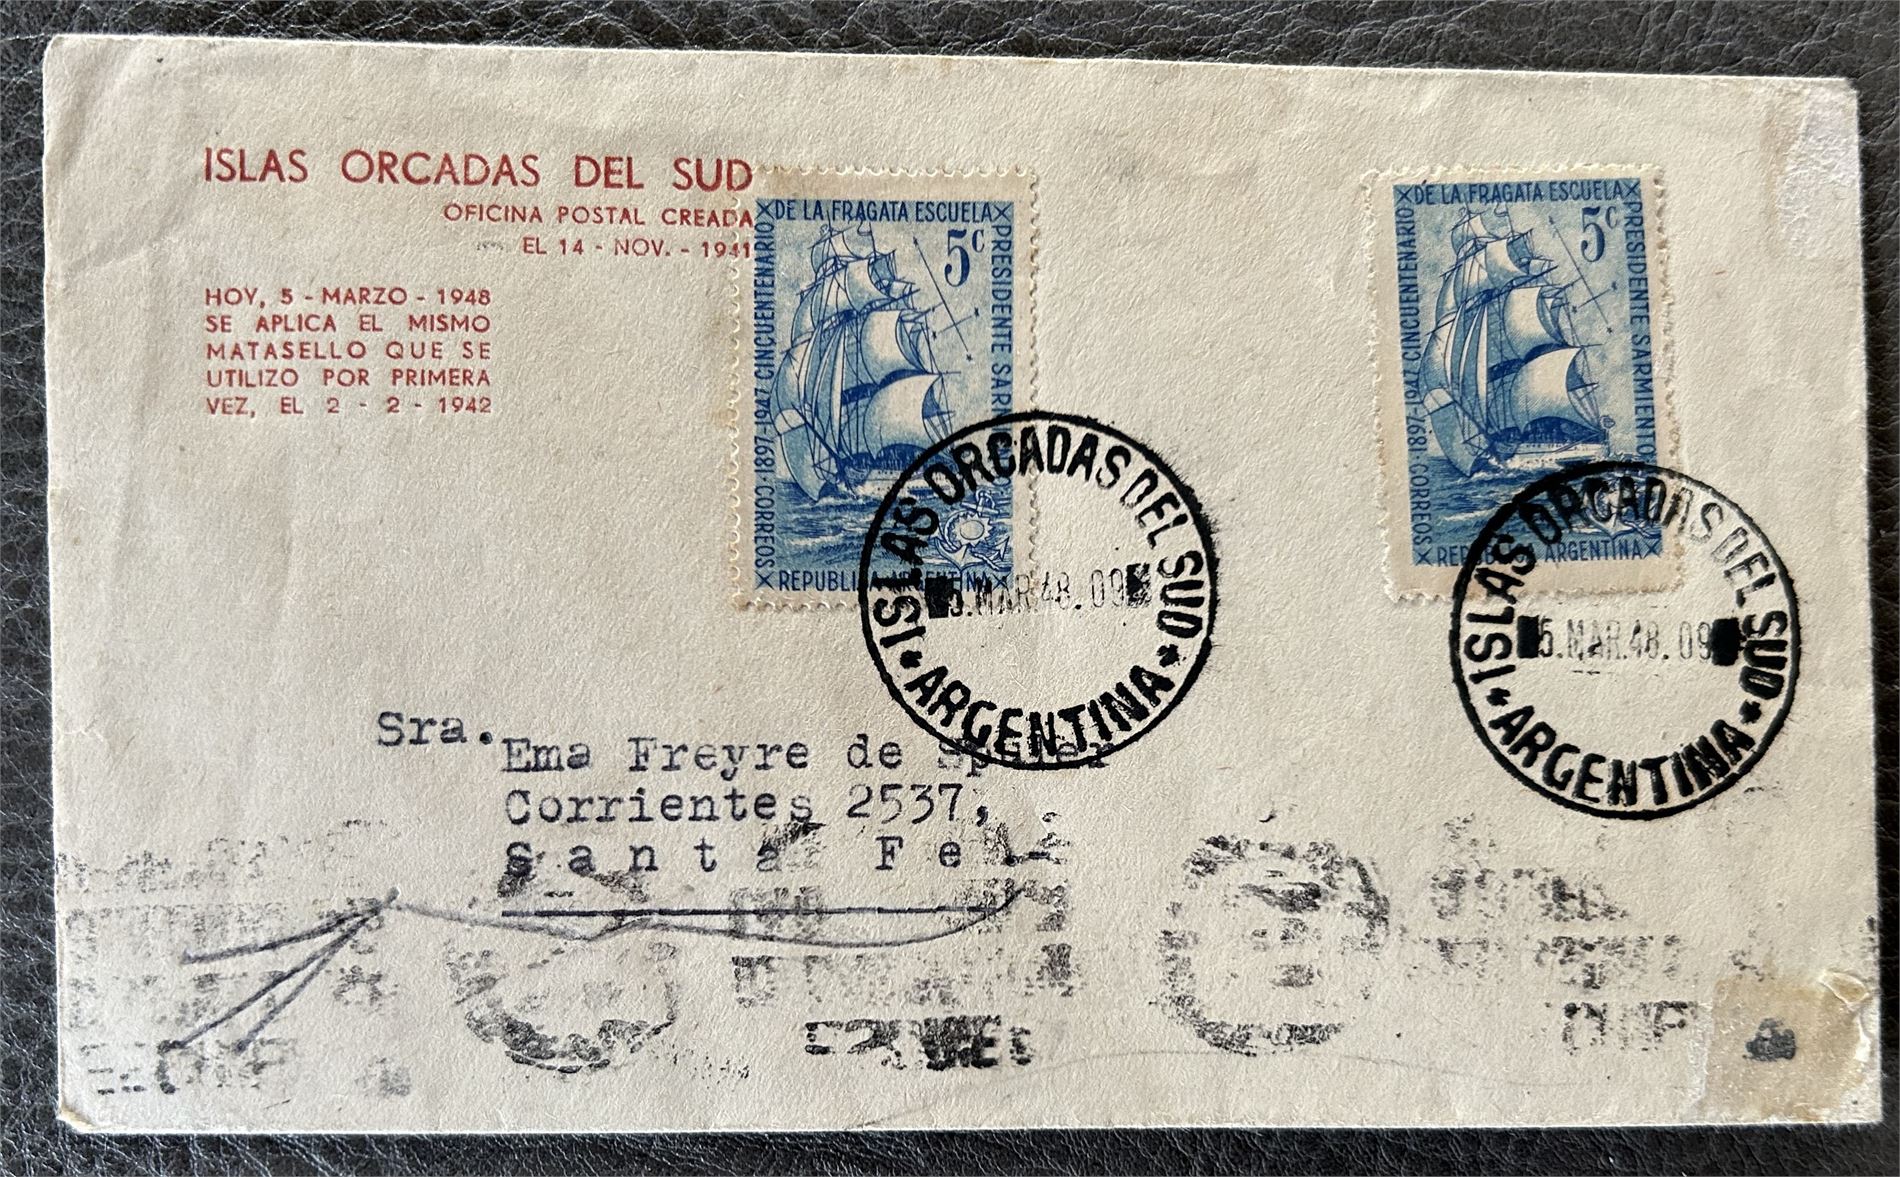 ISLAS ORCADAS DEL SUD
OFICINA POSTAL CREADA
EL 14 - NOV. - 1941
HOY, 5 - MARZO - 1948
SE APLICA EL MISMO
MATASELLO QUE SE
UTILIZO POR PRIMERA
VEZ, EL 2 - 2 - 1942
CORREOS·1897-1947 CINCUENTENARIO
DE LA FRAGATA ESCUELA
PRESIDENTE
5c
REPUBLICA ARGENTINA
CORREOS·1897-1947 CINCUENTENARIO
DE LA FRAGATA ESCUELA
PRESIDENTE SARMIENTO
5c
REPUBLICA ARGENTINA
ISLAS ORCADAS DEL SUD
5.MAR.48.09
* ARGENTINA *
ISLAS ORCADAS DEL SUD
5.MAR.48.09
* ARGENTINA *
Sra. Ema Freyre de
Corrientes 2537,
Santa Fe.-